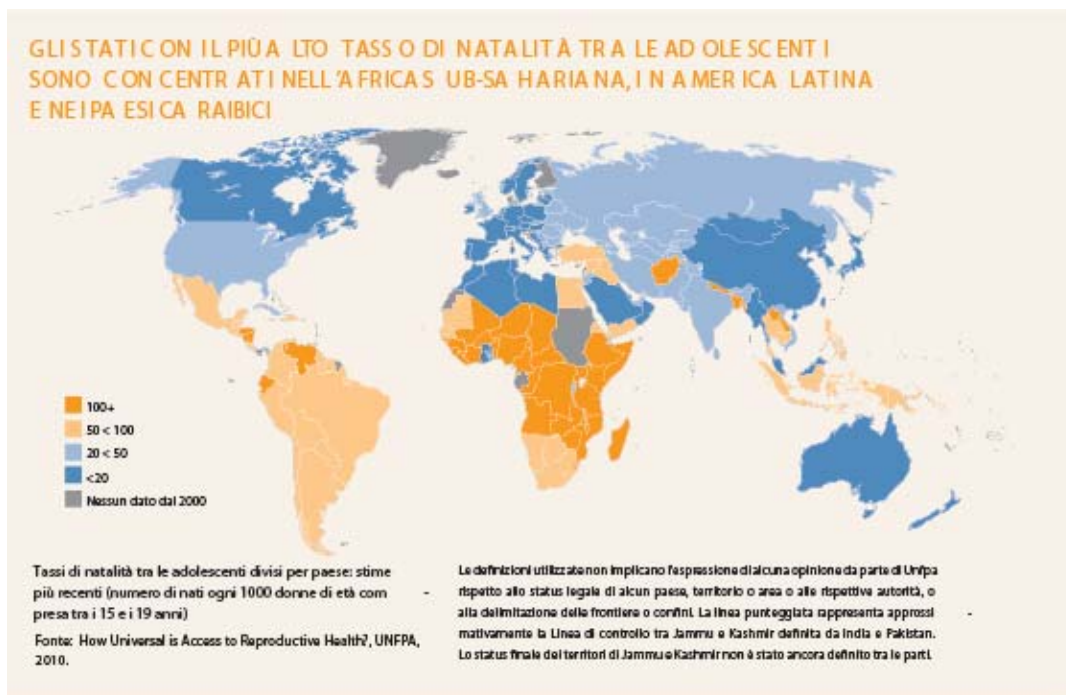 GLI STATI CON IL PIÙ ALTO TASSO DI NATALITÀ TRA LE ADOLESCENTI
SONO CONCENTRATI NELL'AFRICA SUB-SAHARIANA, IN AMERICA LATINA
E NEI PAESI CARAIBICI
100+
50 < 100
20 < 50
<20
Nessun dato dal 2000
Tassi di natalità tra le adolescenti divisi per paese: stime
più recenti (numero di nati ogni 1000 donne di età com -
presa tra i 15 e i 19 anni)
Fonte: How Universal is Access to Reproductive Health?, UNFPA,
2010.
Le definizioni utilizzate non implicano l'espressione di alcuna opinione da parte di Unfpa
rispetto allo status legale di alcun paese, territorio o area o alle rispettive autorità, o
alla delimitazione delle frontiere o confini. La linea punteggiata rappresenta approssi -
mativamente la Linea di controllo tra Jammu e Kashmir definita da India e Pakistan.
Lo status finale dei territori di Jammu e Kashmir non è stato ancora definito tra le parti.